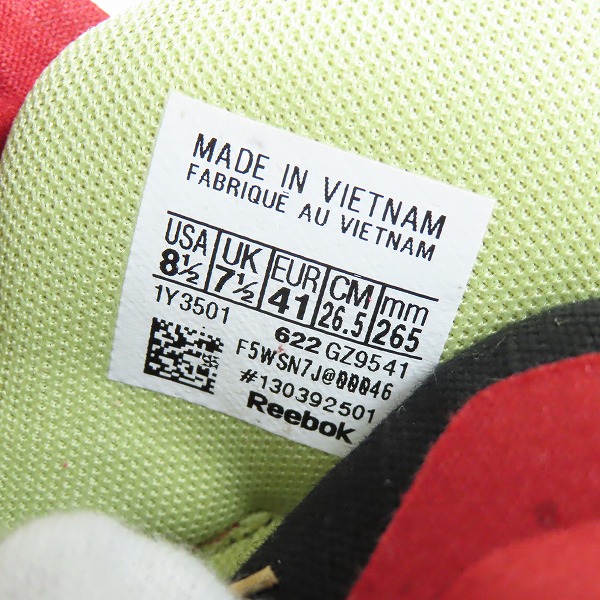 MADE IN VIETNAM
FABRIQUÉ AU VIETNAM
USA UK EUR CM mm
8½ 7½ 41 26.5 265
1Y3501 622 GZ9541
F5WSN7J@00046
#130392501
Reebok